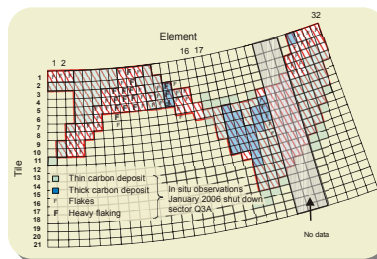 Element
32
16 17
1 2
1
2
3
4
5
6
7
8
9
10
11
12
13
14
15
16
17
18
19
20
21
Tile
Thin carbon deposit
Thick carbon deposit
F Flakes
F Heavy flaking
In situ observations
January 2006 shut down
sector Q3A
No data